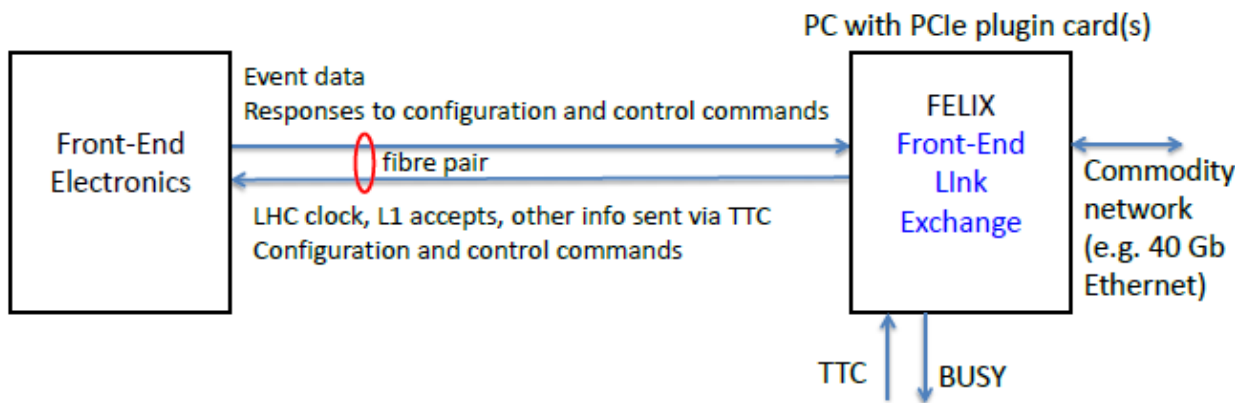 PC with PCIe plugin card(s)
Event data
Responses to configuration and control commands
Front-End
Electronics
fibre pair
LHC clock, L1 accepts, other info sent via TTC
Configuration and control commands
FELIX
Front-End
LInk
Exchange
Commodity
network
(e.g. 40 Gb
Ethernet)
TTC
BUSY